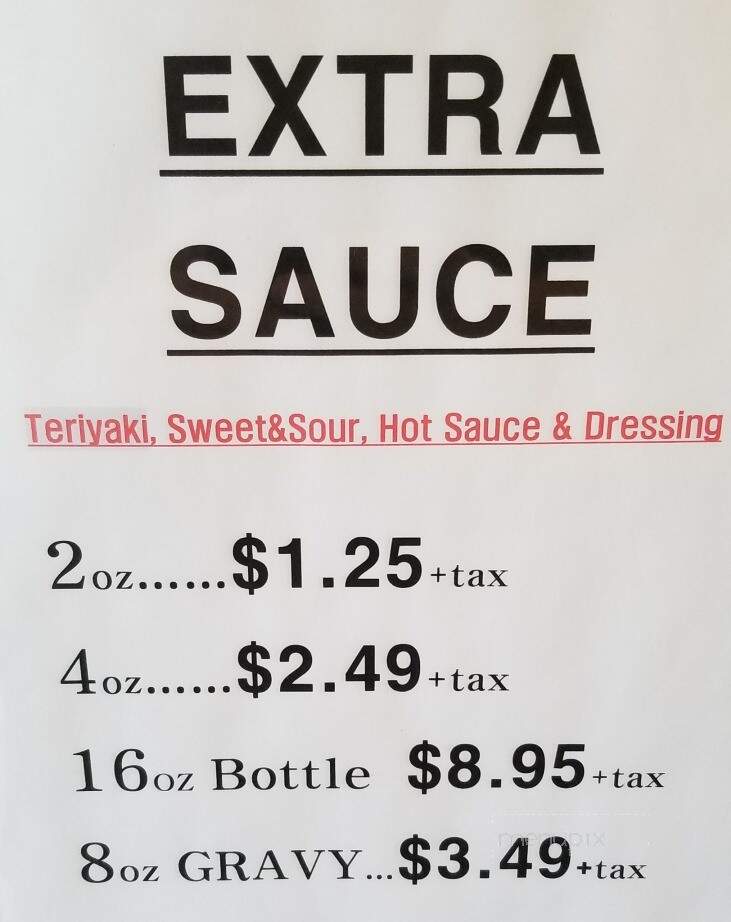 EXTRA
SAUCE
Teriyaki, Sweet&Sour, Hot Sauce & Dressing
2oz......$1.25+tax
4oz......$2.49+tax
16oz Bottle $8.95+tax
menupix
8oz GRAVY...$3.49+tax